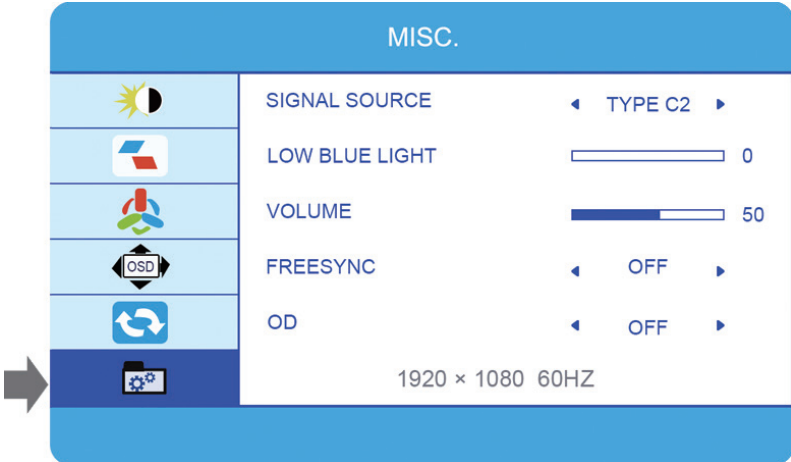 MISC.
SIGNAL SOURCE TYPE C2
LOW BLUE LIGHT 0
VOLUME 50
FREESYNC OFF
OSD
OD OFF
1920 × 1080 60HZ